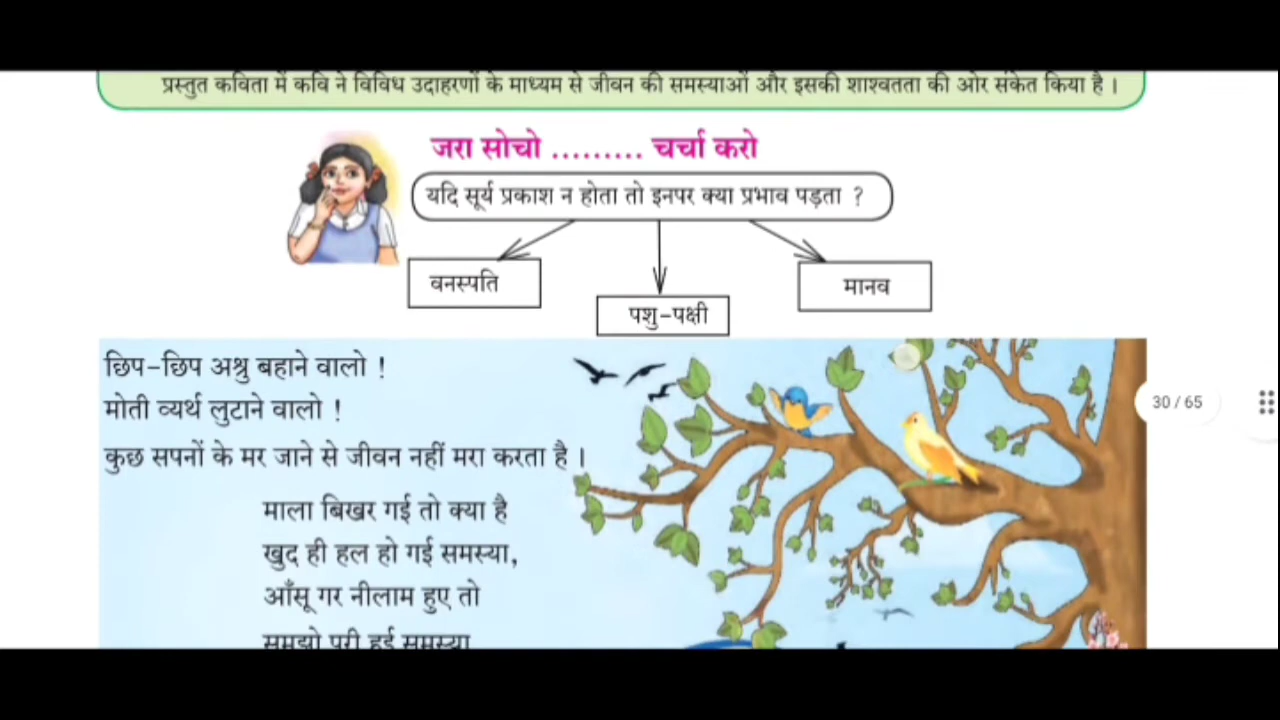 प्रस्तुत कविता में कवि ने विविध उदाहरणों के माध्यम से जीवन की समस्याओं और इसकी शाश्वतता की ओर संकेत किया है ।
जरा सोचो ......... चर्चा करो
यदि सूर्य प्रकाश न होता तो इनपर क्या प्रभाव पड़ता ?
वनस्पति
पशु-पक्षी
मानव
छिप-छिप अश्रु बहाने वालो !
मोती व्यर्थ लुटाने वालो !
कुछ सपनों के मर जाने से जीवन नहीं मरा करता है ।
30 / 65
माला बिखर गई तो क्या है
खुद ही हल हो गई समस्या,
आँसू गर नीलाम हुए तो
समझो पूरी हुई समस्या